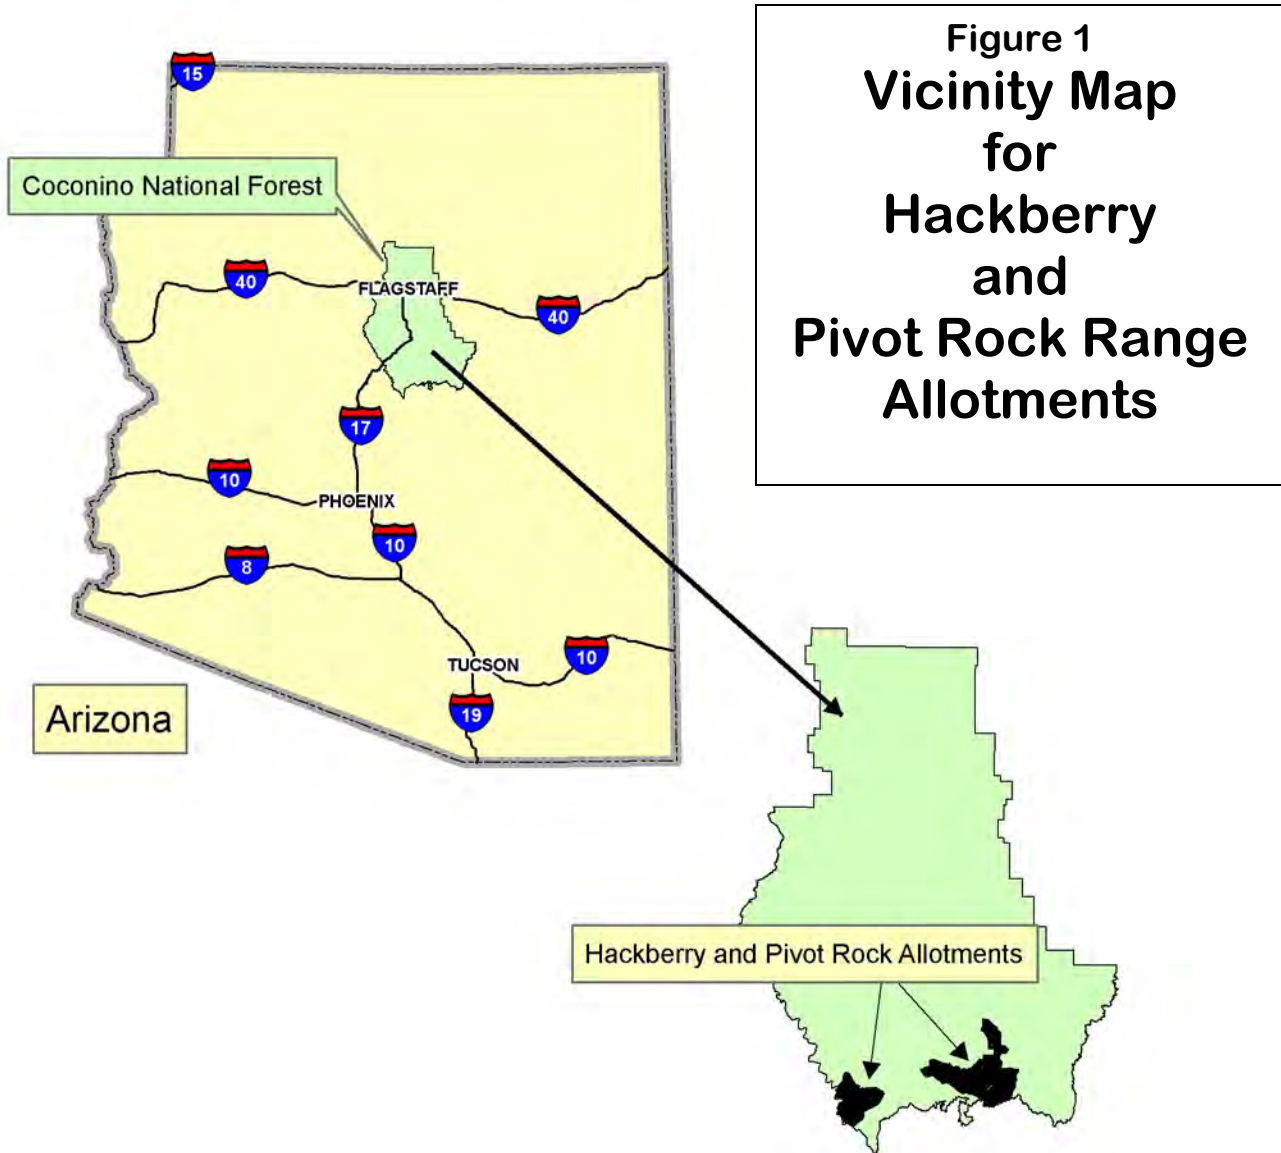 Figure 1
Vicinity Map
for
Hackberry
and
Pivot Rock Range
Allotments
15
Coconino National Forest
40
FLAGSTAFF
40
17
10
PHOENIX
10
8
TUCSON
10
19
Arizona
Hackberry and Pivot Rock Allotments